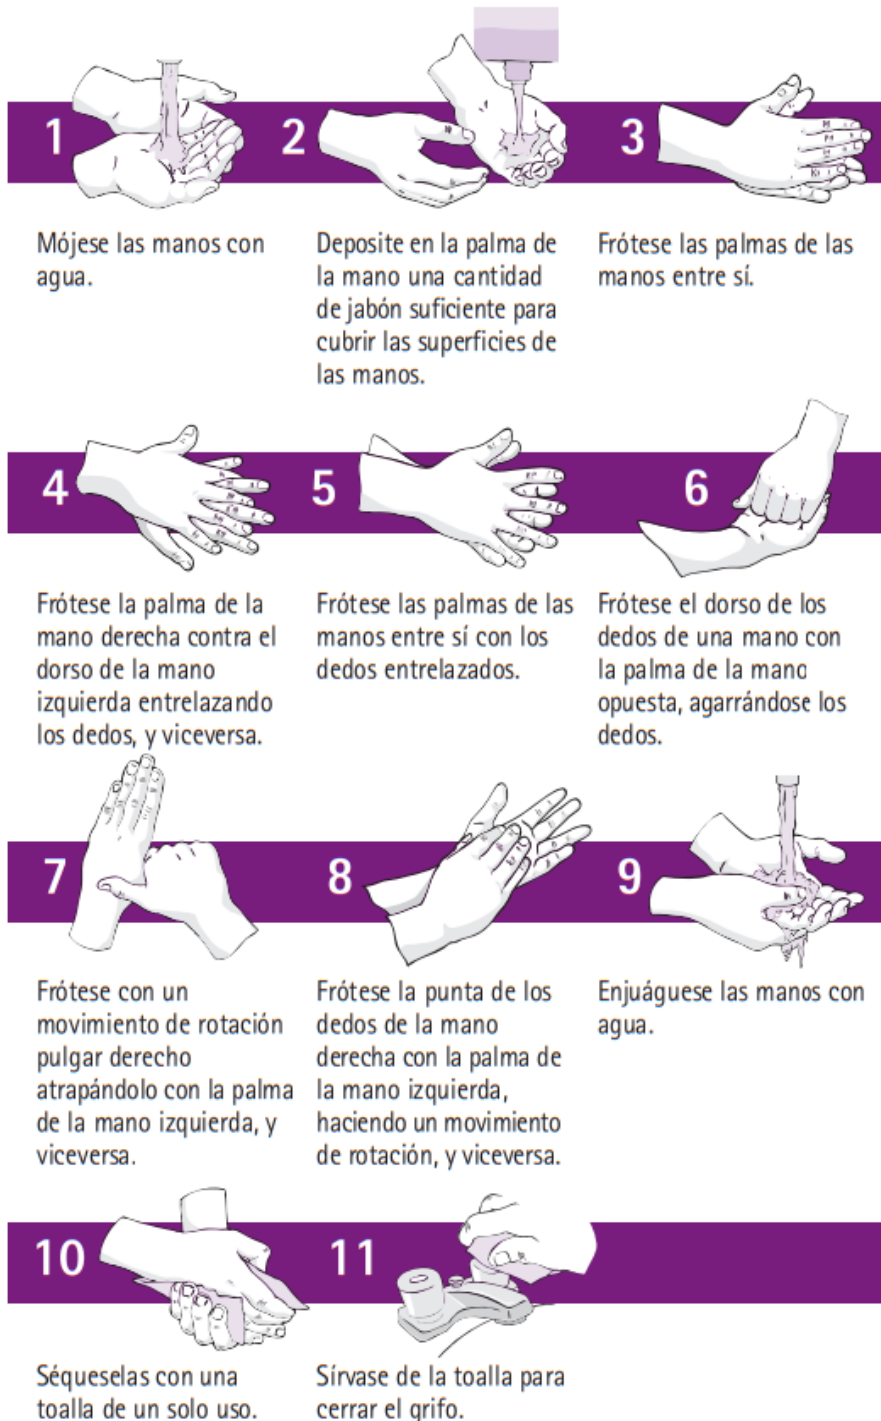 1
2
3
Mójese las manos con
agua.
Deposite en la palma de
la mano una cantidad
de jabón suficiente para
cubrir las superficies de
las manos.
Frótese las palmas de las
manos entre sí.
4
5
6
Frótese la palma de la
mano derecha contra el
dorso de la mano
izquierda entrelazando
los dedos, y viceversa.
Frótese las palmas de las
manos entre sí con los
dedos entrelazados.
Frótese el dorso de los
dedos de una mano con
la palma de la mano
opuesta, agarrándose los
dedos.
7
8
9
Frótese con un
movimiento de rotación
pulgar derecho
atrapándolo con la palma
de la mano izquierda, y
viceversa.
Frótese la punta de los
dedos de la mano
derecha con la palma de
la mano izquierda,
haciendo un movimiento
de rotación, y viceversa.
Enjuáguese las manos con
agua.
10
11
Séqueselas con una
toalla de un solo uso.
Sírvase de la toalla para
cerrar el grifo.